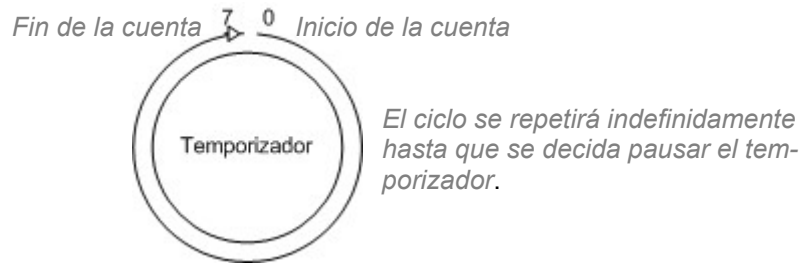 Fin de la cuenta 7 0 Inicio de la cuenta
Temporizador
El ciclo se repetirá indefinidamente
hasta que se decida pausar el tem-
porizador.